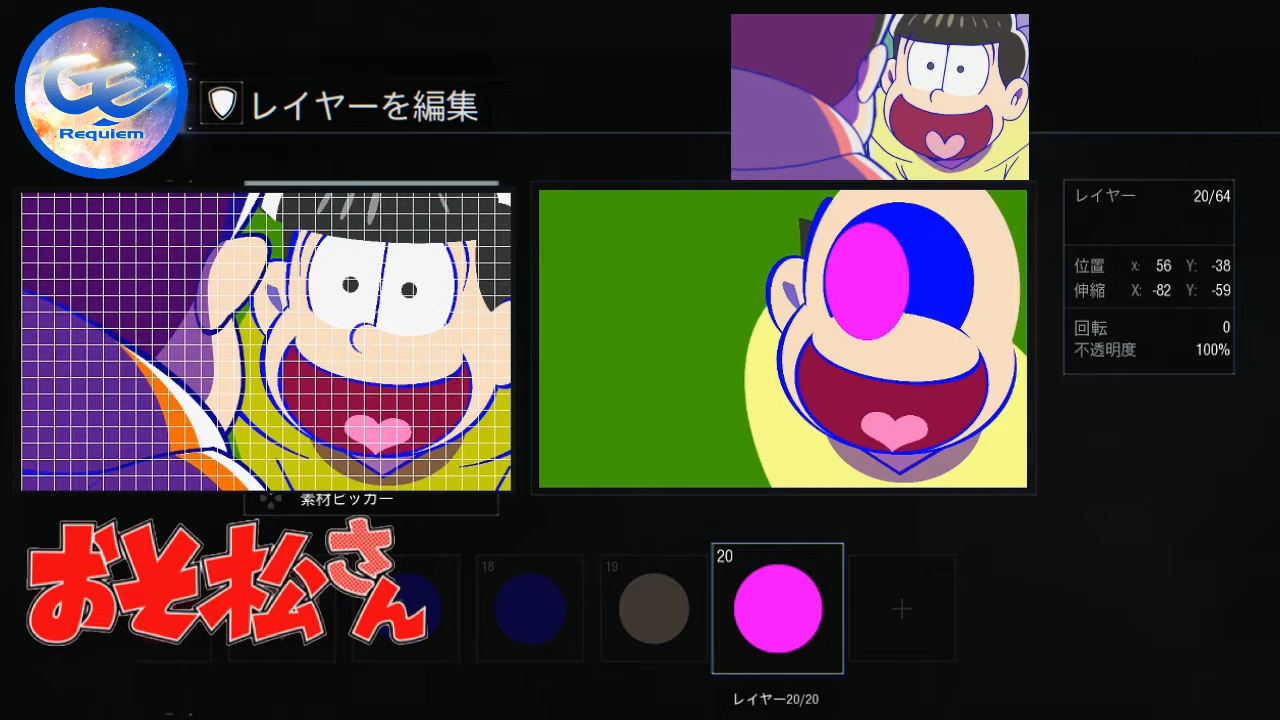 GE
Requiem
レイヤーを編集
レイヤー 20/64
位置 X: 56 Y: -38
伸縮 X: -82 Y: -59
回転 0
不透明度 100%
素材ピッカー
おそ松さん
18
19
20
レイヤー20/20